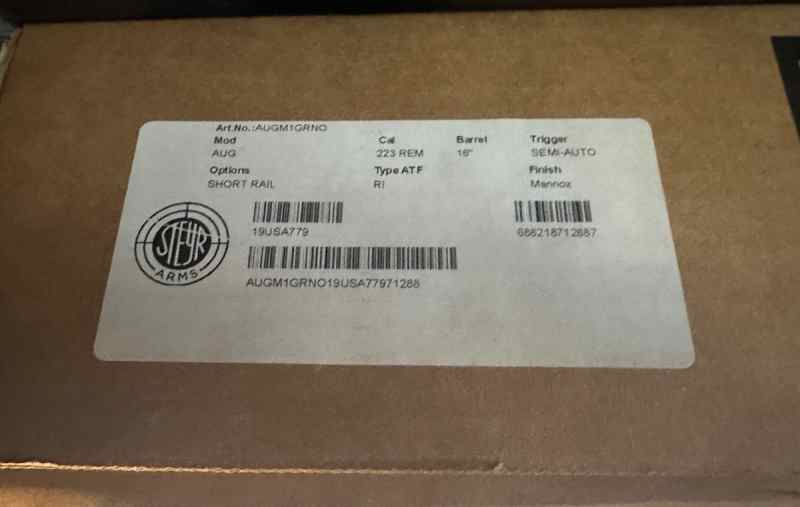 Art.No.:AUGM1GRNO
Mod Cal Barrel Trigger
AUG 223 REM 16" SEMI-AUTO
Options Type ATF Finish
SHORT RAIL RI Mannox
STEYR
ARMS
19USA779 688218712887
AUGM1GRNO19USA77971288